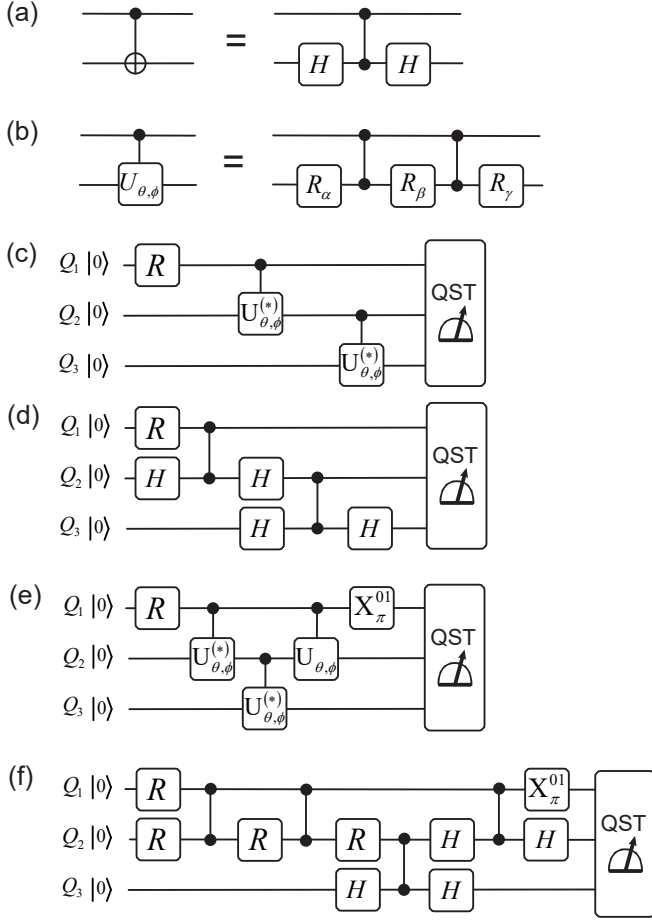 (a)
=
H H
(b)
U_{θ,ϕ} = R_α R_β R_γ
(c)
Q_1 |0⟩ R
Q_2 |0⟩ U^{(*)}_{θ,ϕ} QST
Q_3 |0⟩ U^{(*)}_{θ,ϕ}
(d)
Q_1 |0⟩ R
Q_2 |0⟩ H H QST
Q_3 |0⟩ H H
(e)
Q_1 |0⟩ R X^{01}_π
Q_2 |0⟩ U^{(*)}_{θ,ϕ} U_{θ,ϕ} QST
Q_3 |0⟩ U^{(*)}_{θ,ϕ}
(f)
Q_1 |0⟩ R X^{01}_π
Q_2 |0⟩ R R R H H QST
Q_3 |0⟩ H H